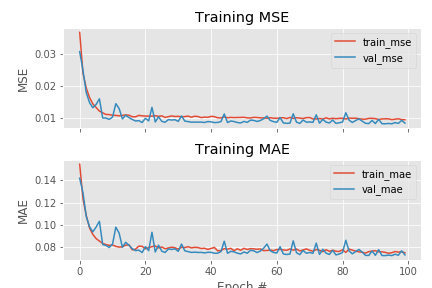 Training MSE
MSE
0.03
0.02
0.01
train_mse
val_mse
Training MAE
MAE
0.14
0.12
0.10
0.08
train_mae
val_mae
0 20 40 60 80 100
Epoch #